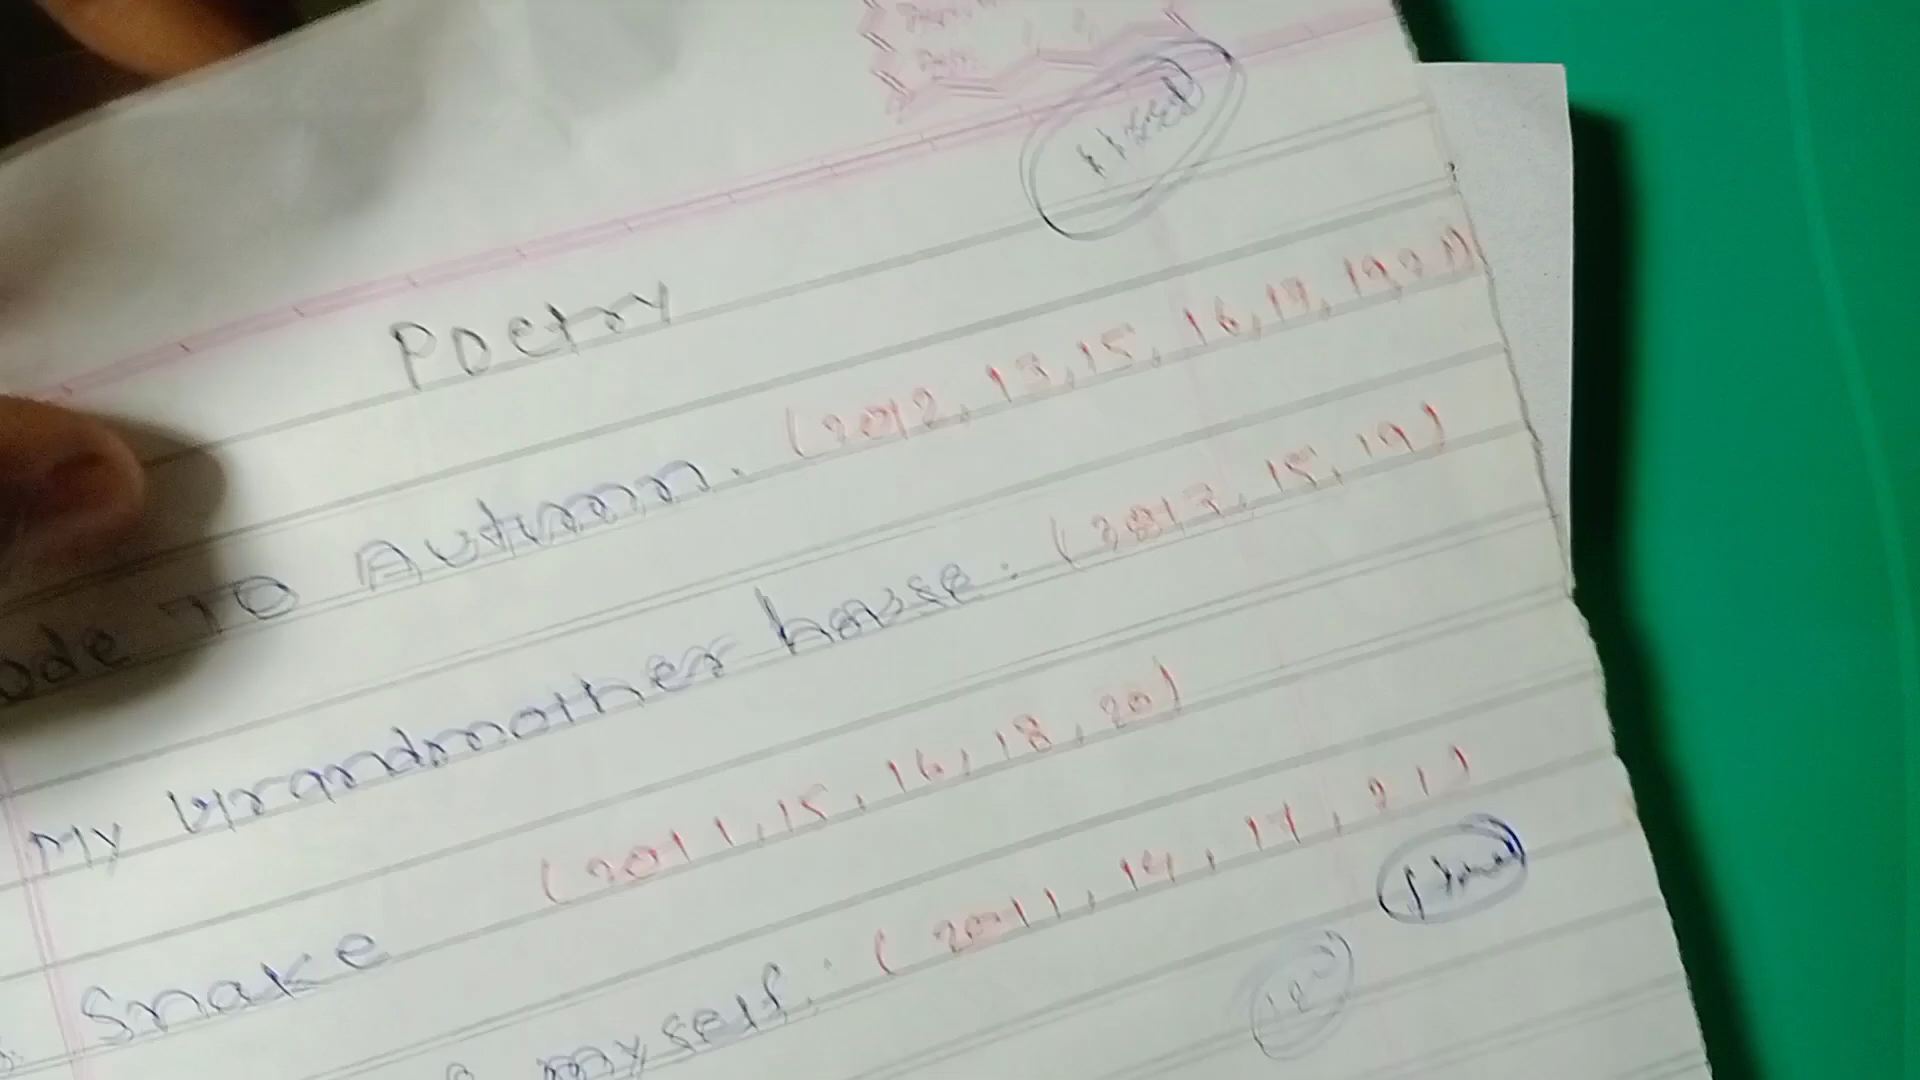 Poetry
ode TO Autumn. (2012, 13, 15, 16, 17, 19, 21)
My Grandmother house. (2013, 15, 19)
Snake (2011, 15, 16, 18, 20)
myself. (2011, 14, 17, 21)